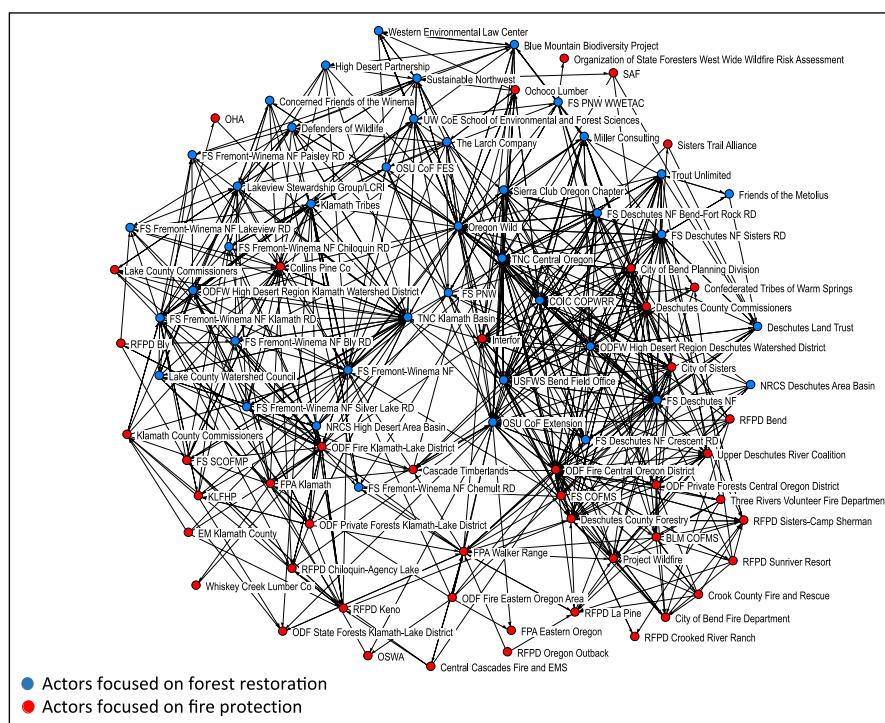 Western Environmental Law Center
Blue Mountain Biodiversity Project
Organization of State Foresters West Wide Wildfire Risk Assessment
High Desert Partnership
SAF
Sustainable Northwest
Ochoco Lumber
Concerned Friends of the Winema
FS PNW WWETAC
OHA
UW CoE School of Environmental and Forest Sciences
Defenders of Wildlife
The Larch Company
Miller Consulting
Sisters Trail Alliance
FS Fremont-Winema NF Paisley RD
OSU CoF FES
Trout Unlimited
Lakeview Stewardship Group/LCRI
Sierra Club Oregon Chapter
Friends of the Metolius
Klamath Tribes
FS Deschutes NF Bend-Fort Rock RD
FS Fremont-Winema NF Lakeview RD
Oregon Wild
FS Deschutes NF Sisters RD
FS Fremont-Winema NF Chiloquin RD
TNC Central Oregon
Collins Pine Co
City of Bend Planning Division
Lake County Commissioners
ODFW High Desert Region Klamath Watershed District
FS PNW
COIC COPWRR
Confederated Tribes of Warm Springs
Deschutes County Commissioners
FS Fremont-Winema NF Klamath RD
TNC Klamath Basin
Deschutes Land Trust
RFPD Bly
FS Fremont-Winema NF Bly RD
Interfor
ODFW High Desert Region Deschutes Watershed District
FS Fremont-Winema NF
City of Sisters
Lake County Watershed Council
USFWS Bend Field Office
NRCS Deschutes Area Basin
FS Deschutes NF
FS Fremont-Winema NF Silver Lake RD
RFPD Bend
NRCS High Desert Area Basin
OSU CoF Extension
Klamath County Commissioners
FS Deschutes NF Crescent RD
ODF Fire Klamath-Lake District
Upper Deschutes River Coalition
FS SCOFMP
Cascade Timberlands
ODF Fire Central Oregon District
FPA Klamath
FS Fremont-Winema NF Chemult RD
ODF Private Forests Central Oregon District
KLFHP
FS COFMS
Three Rivers Volunteer Fire Departmen
ODF Private Forests Klamath-Lake District
Deschutes County Forestry
RFPD Sisters-Camp Sherman
EM Klamath County
BLM COFMS
FPA Walker Range
Project Wildfire
RFPD Sunriver Resort
RFPD Chiloquin-Agency Lake
Whiskey Creek Lumber Co
ODF Fire Eastern Oregon Area
Crook County Fire and Rescue
RFPD Keno
RFPD La Pine
City of Bend Fire Department
ODF State Forests Klamath-Lake District
FPA Eastern Oregon
RFPD Crooked River Ranch
OSWA
RFPD Oregon Outback
Central Cascades Fire and EMS
Actors focused on forest restoration
Actors focused on fire protection